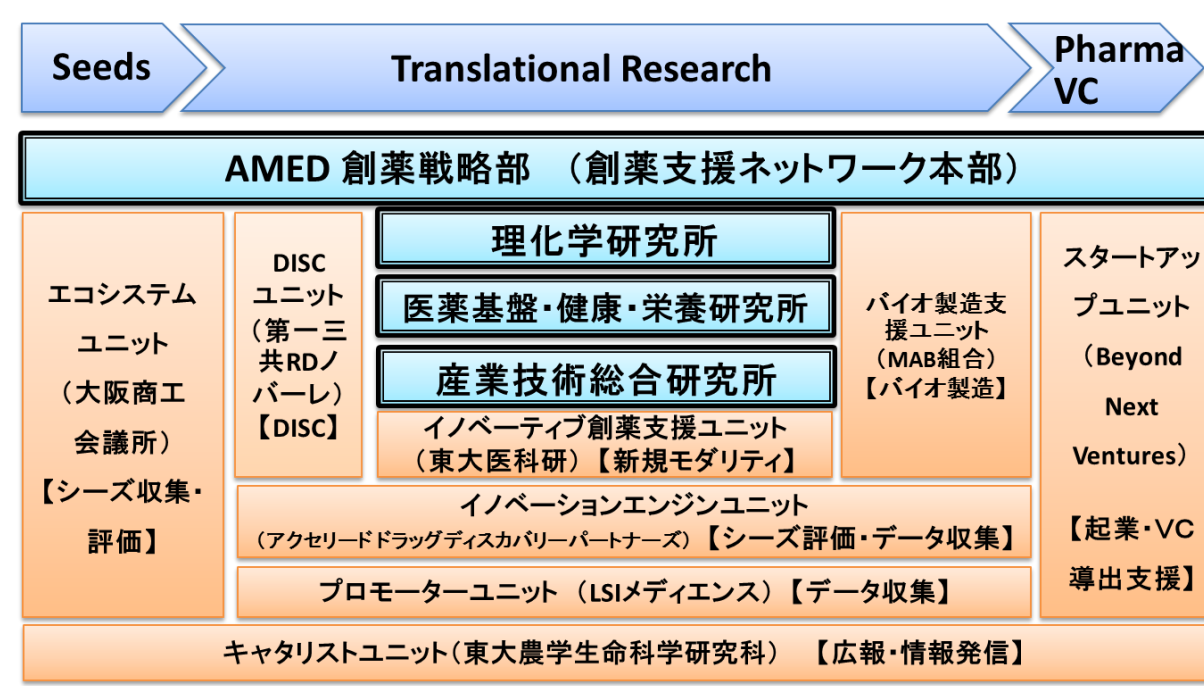 Seeds
Translational Research
Pharma
VC
AMED 創薬戦略部 （創薬支援ネットワーク本部）
エコシステム
ユニット
（大阪商工
会議所）
【シーズ収集・
評価】
DISC
ユニット
（第一三
共RDノ
バーレ）
【DISC】
理化学研究所
医薬基盤・健康・栄養研究所
産業技術総合研究所
イノベーティブ創薬支援ユニット
（東大医科研）【新規モダリティ】
バイオ製造支
援ユニット
（MAB組合）
【バイオ製造】
スタートアッ
プユニット
（Beyond
Next
Ventures）
【起業・VC
導出支援】
イノベーションエンジンユニット
（アクセリードドラッグディスカバリーパートナーズ）【シーズ評価・データ収集】
プロモーターユニット（LSIメディエンス）【データ収集】
キャタリストユニット（東大農学生命科学研究科） 【広報・情報発信】